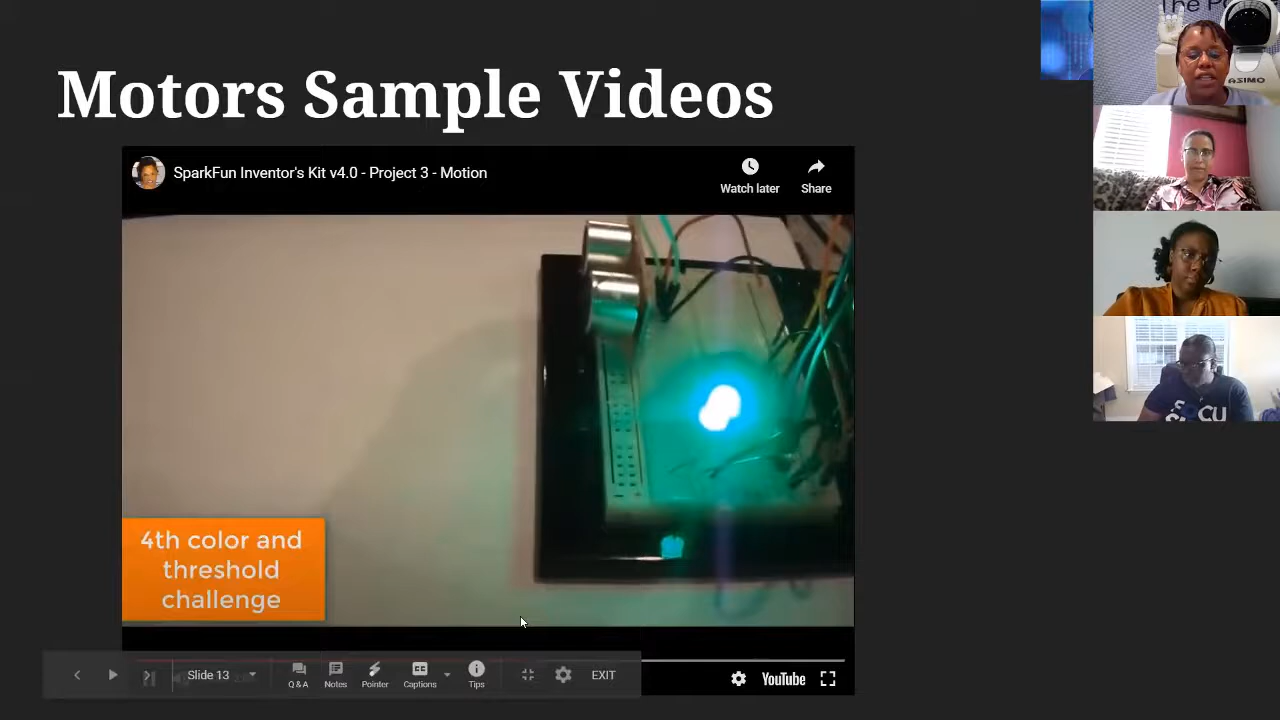 Motors Sample Videos
SparkFun Inventor's Kit v4.0 - Project 3 - Motion
Watch later
Share
4th color and
threshold
challenge
Slide 13
Q & A
Notes
Pointer
Captions
Tips
EXIT
YouTube
ASIMO